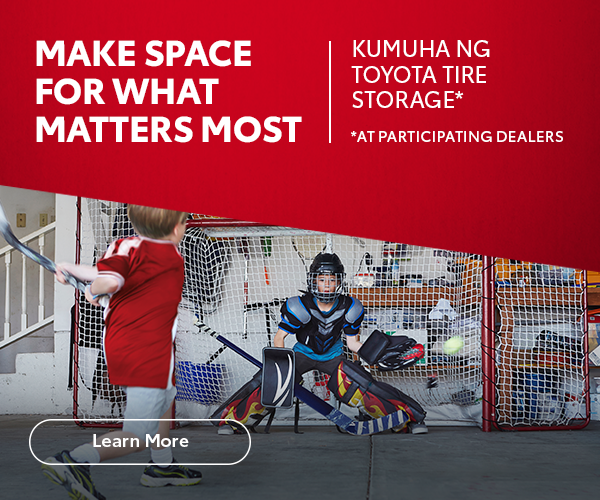 MAKE SPACE
FOR WHAT
MATTERS MOST
KUMUHA NG
TOYOTA TIRE
STORAGE*
*AT PARTICIPATING DEALERS
Learn More